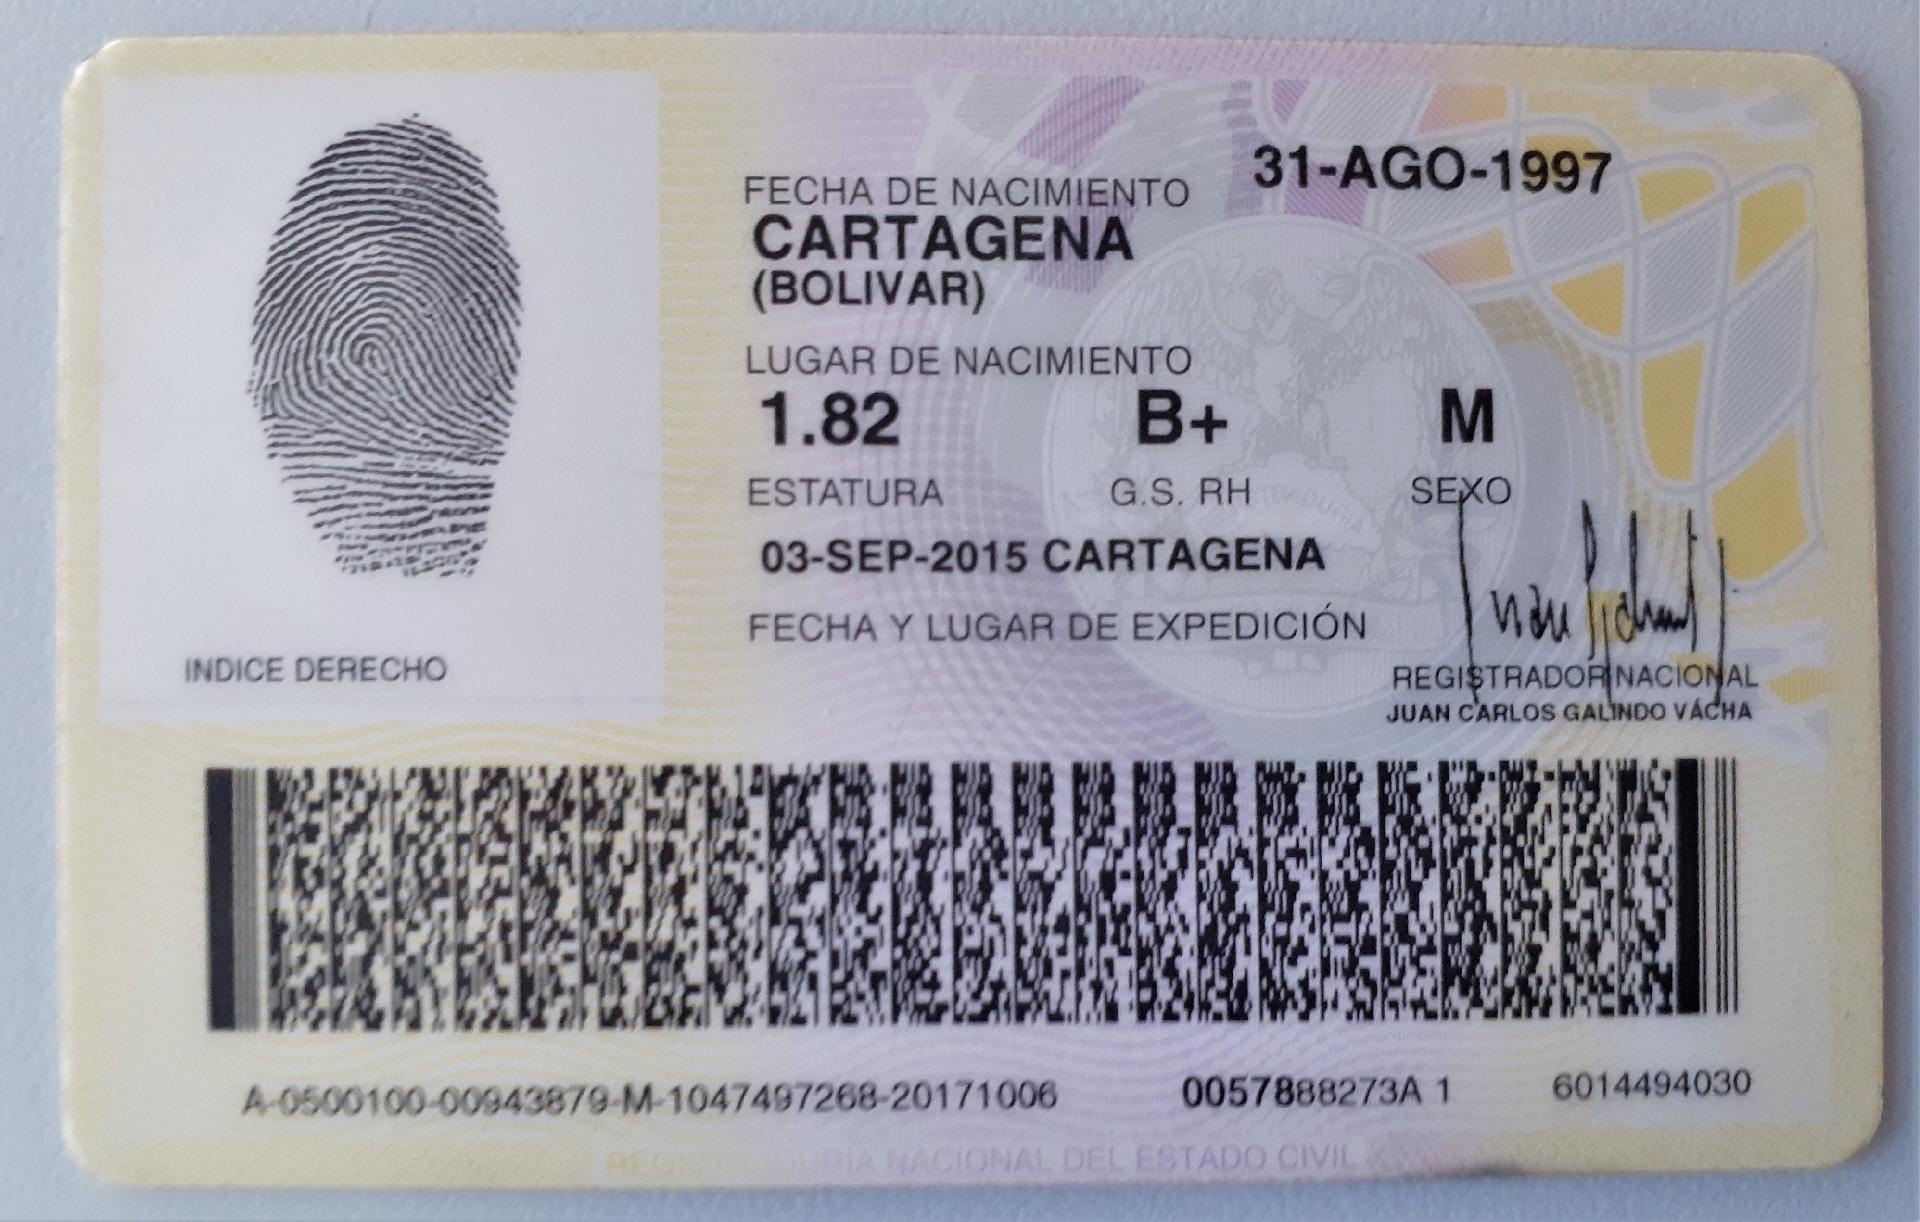 31-AGO-1997
FECHA DE NACIMIENTO
CARTAGENA
(BOLIVAR)
LUGAR DE NACIMIENTO
1.82 B+ M
ESTATURA G.S. RH SEXO
03-SEP-2015 CARTAGENA
FECHA Y LUGAR DE EXPEDICIÓN
INDICE DERECHO
REGISTRADOR NACIONAL
JUAN CARLOS GALINDO VÁCHA
A-0500100-00943879-M-1047497268-20171006 0057888273A 1 6014494030
REGISTRADURIA NACIONAL DEL ESTADO CIVIL